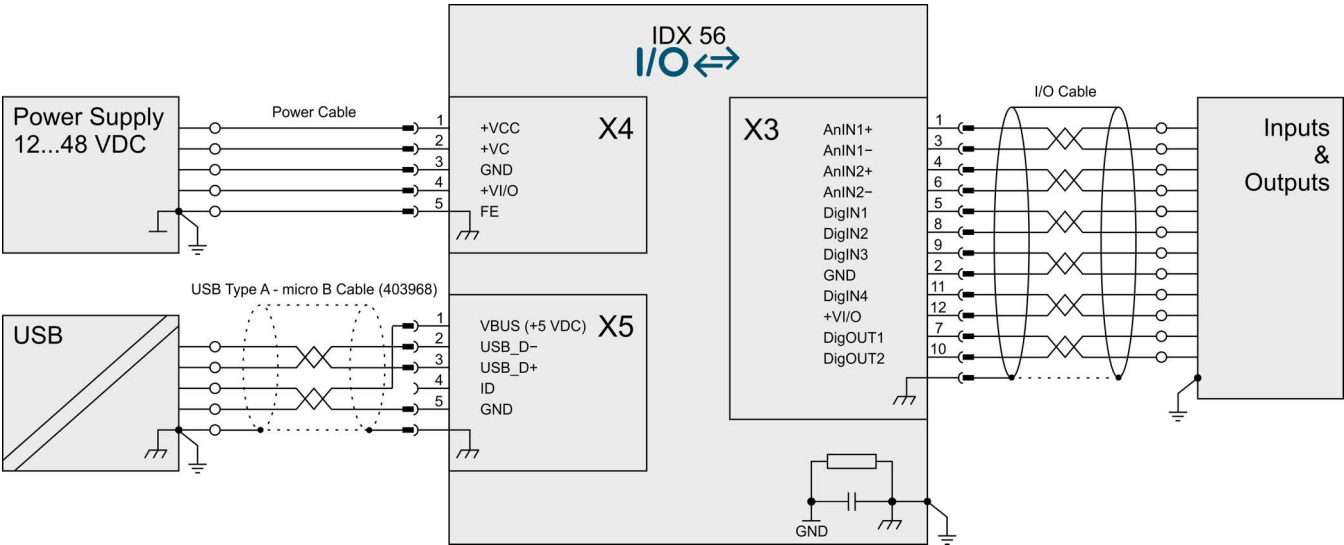 IDX 56
I/O
Power Supply
12...48 VDC
Power Cable
1
2
3
4
5
+VCC
+VC
GND
+VI/O
FE
X4
USB Type A - micro B Cable (403968)
USB
1
2
3
4
5
VBUS (+5 VDC)
USB_D−
USB_D+
ID
GND
X5
X3
AnIN1+
AnIN1−
AnIN2+
AnIN2−
DigIN1
DigIN2
DigIN3
GND
DigIN4
+VI/O
DigOUT1
DigOUT2
1
3
4
6
5
8
9
2
11
12
7
10
I/O Cable
Inputs
&
Outputs
GND